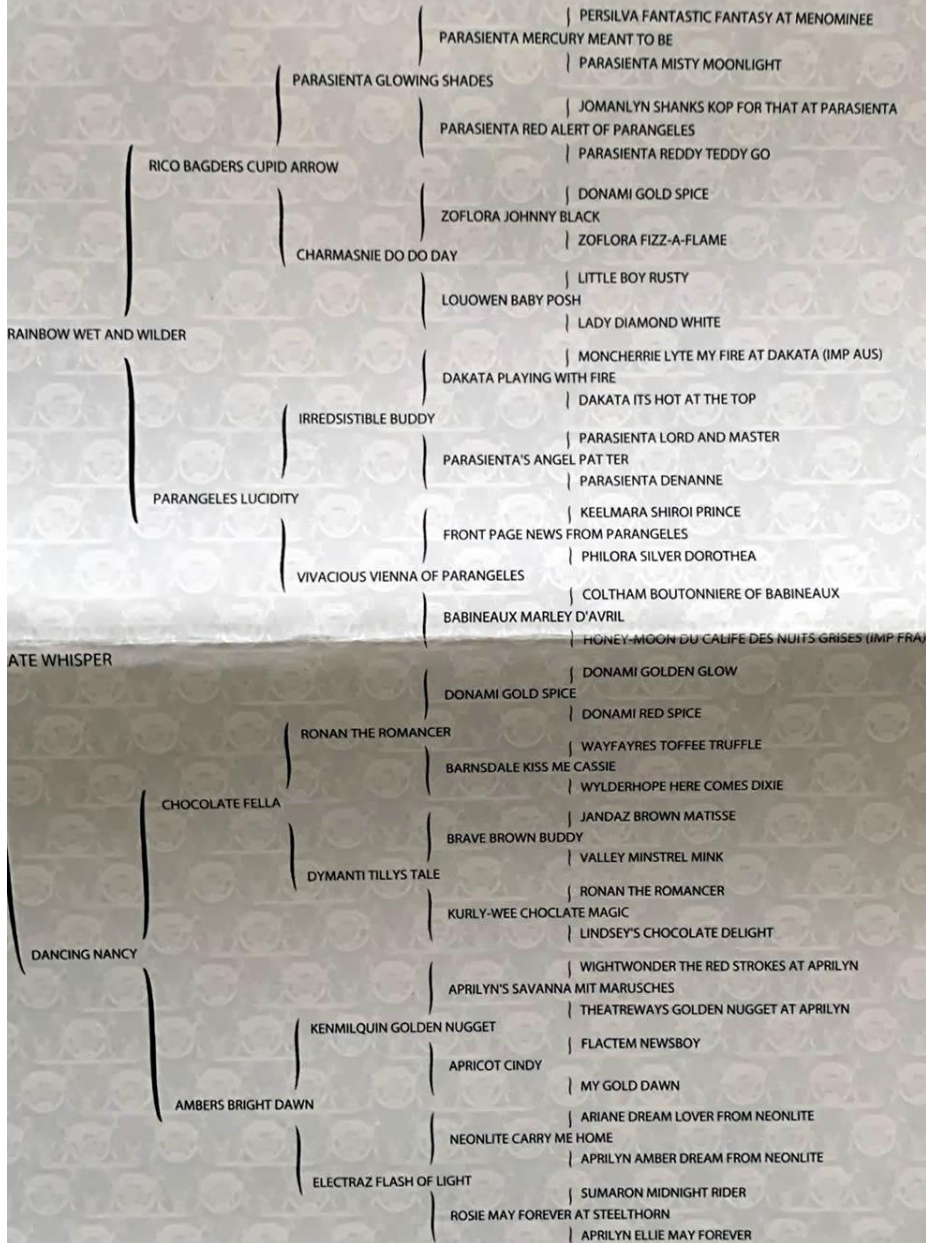 PERSILVA FANTASTIC FANTASY AT MENOMINEE
PARASIENTA MERCURY MEANT TO BE
PARASIENTA MISTY MOONLIGHT
PARASIENTA GLOWING SHADES
JOMANLYN SHANKS KOP FOR THAT AT PARASIENTA
PARASIENTA RED ALERT OF PARANGELES
PARASIENTA REDDY TEDDY GO
RICO BAGDERS CUPID ARROW
DONAMI GOLD SPICE
ZOFLORA JOHNNY BLACK
ZOFLORA FIZZ-A-FLAME
CHARMASNIE DO DO DAY
LITTLE BOY RUSTY
LOUOWEN BABY POSH
LADY DIAMOND WHITE
RAINBOW WET AND WILDER
MONCHERRIE LYTE MY FIRE AT DAKATA (IMP AUS)
DAKATA PLAYING WITH FIRE
DAKATA ITS HOT AT THE TOP
IRREDSISTIBLE BUDDY
PARASIENTA LORD AND MASTER
PARASIENTA'S ANGEL PAT TER
PARASIENTA DENANNE
PARANGELES LUCIDITY
KEELMARA SHIROI PRINCE
FRONT PAGE NEWS FROM PARANGELES
PHILORA SILVER DOROTHEA
VIVACIOUS VIENNA OF PARANGELES
COLTHAM BOUTONNIERE OF BABINEAUX
BABINEAUX MARLEY D'AVRIL
HONEY-MOON DU CALIFE DES NUITS GRISES (IMP FRA)
ATE WHISPER
DONAMI GOLDEN GLOW
DONAMI GOLD SPICE
DONAMI RED SPICE
RONAN THE ROMANCER
WAYFAYRES TOFFEE TRUFFLE
BARNSDALE KISS ME CASSIE
WYLDERHOPE HERE COMES DIXIE
CHOCOLATE FELLA
JANDAZ BROWN MATISSE
BRAVE BROWN BUDDY
VALLEY MINSTREL MINK
DYMANTI TILLYS TALE
RONAN THE ROMANCER
KURLY-WEE CHOCLATE MAGIC
LINDSEY'S CHOCOLATE DELIGHT
DANCING NANCY
WIGHTWONDER THE RED STROKES AT APRILYN
APRILYN'S SAVANNA MIT MARUSCHES
THEATREWAYS GOLDEN NUGGET AT APRILYN
KENMILQUIN GOLDEN NUGGET
FLACTEM NEWSBOY
APRICOT CINDY
MY GOLD DAWN
AMBERS BRIGHT DAWN
ARIANE DREAM LOVER FROM NEONLITE
NEONLITE CARRY ME HOME
APRILYN AMBER DREAM FROM NEONLITE
ELECTRAZ FLASH OF LIGHT
SUMARON MIDNIGHT RIDER
ROSIE MAY FOREVER AT STEELTHORN
APRILYN ELLIE MAY FOREVER